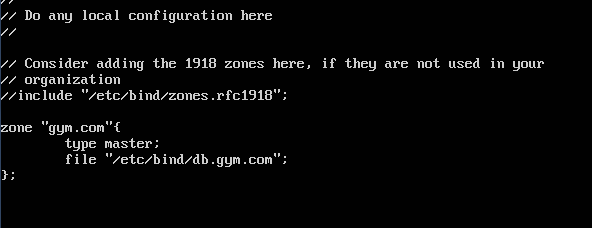 //
// Do any local configuration here
//
// Consider adding the 1918 zones here, if they are not used in your
// organization
//include "/etc/bind/zones.rfc1918";
zone "gym.com"{
type master;
file "/etc/bind/db.gym.com";
};